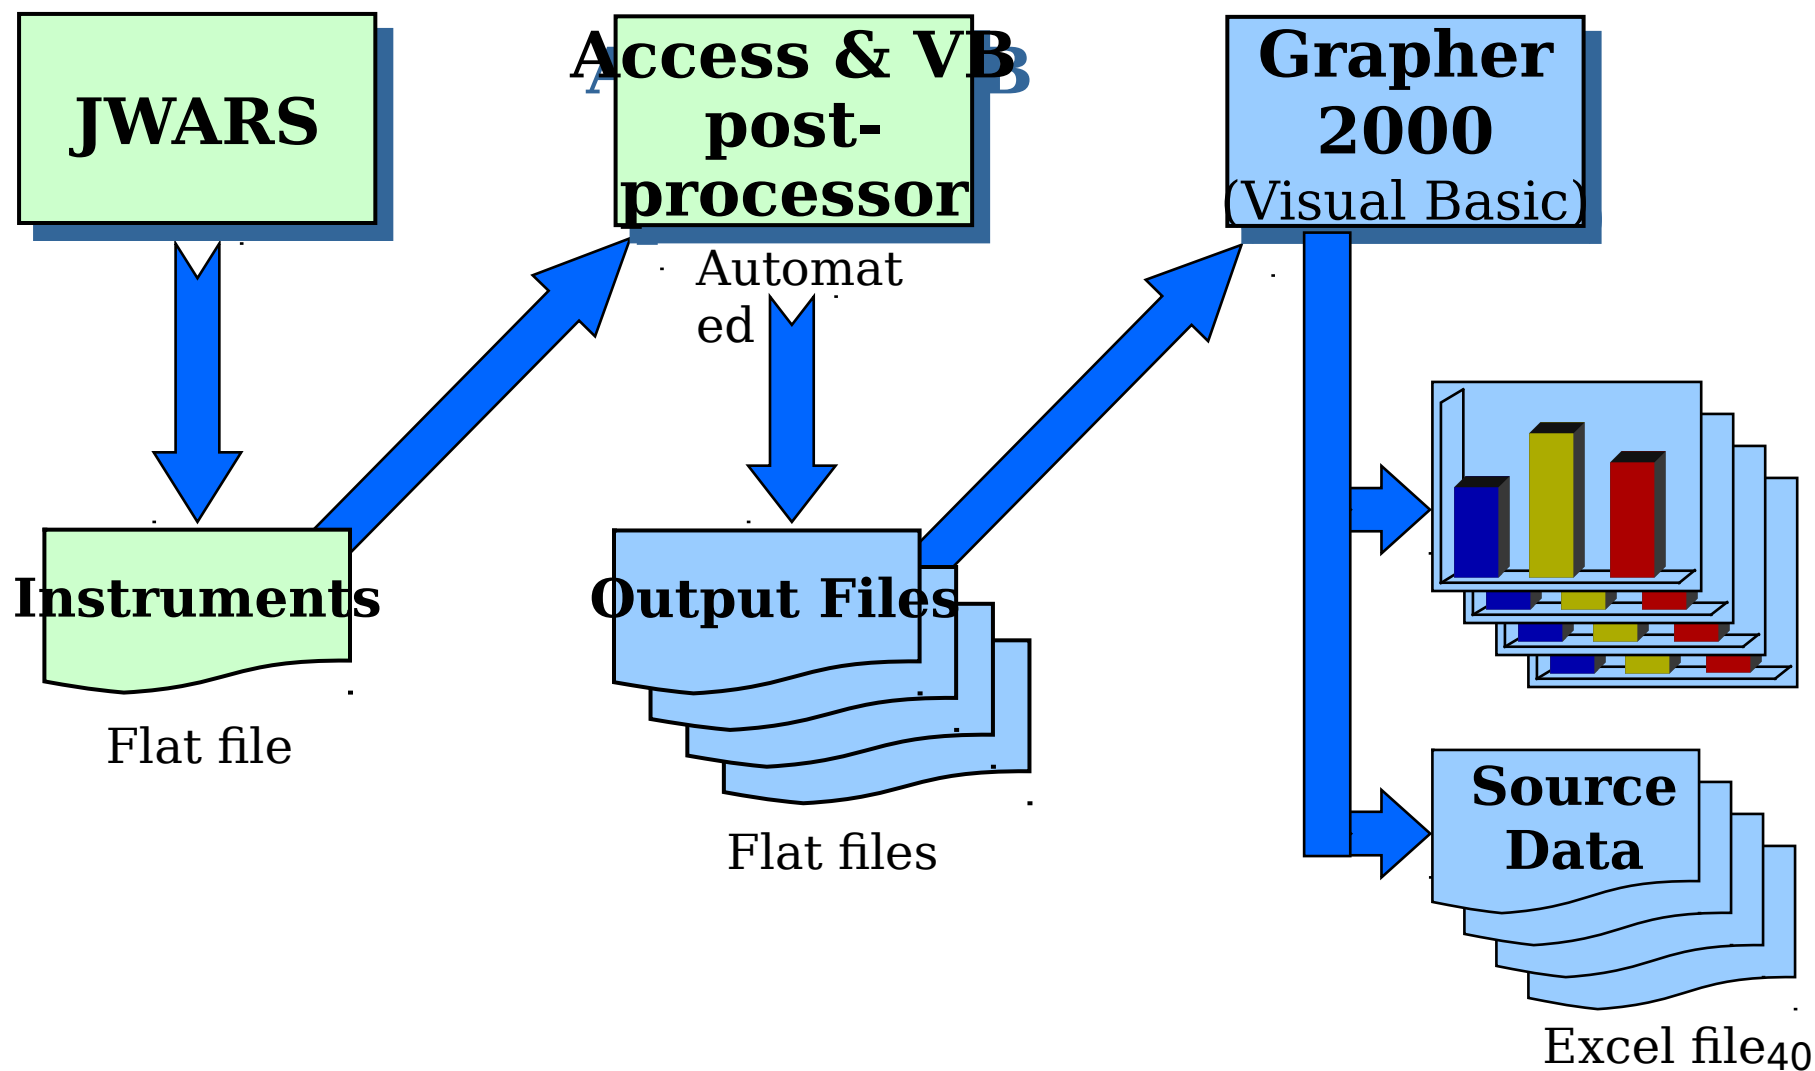 JWARS
Access & VB
post-
processor
Grapher
2000
(Visual Basic)
Automat
ed
Instruments
Output Files
Flat file
Flat files
Source
Data
Excel file
40